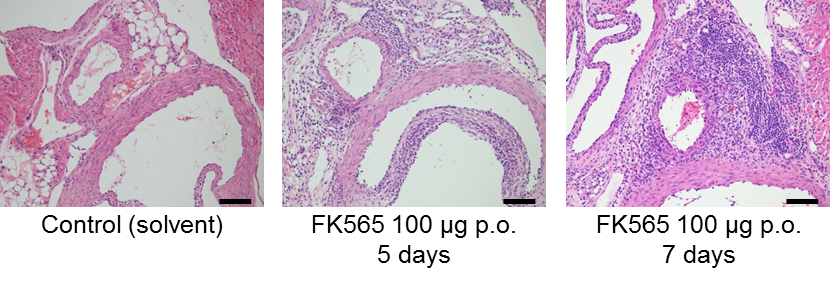 Control (solvent)
FK565 100 µg p.o.
5 days
FK565 100 µg p.o.
7 days